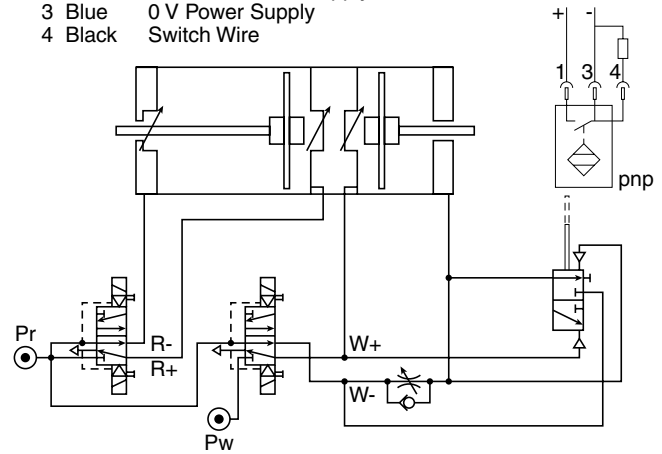 3 Blue 0 V Power Supply
4 Black Switch Wire
+ -
1 3 4
pnp
Pr
R-
R+
W+
W-
Pw